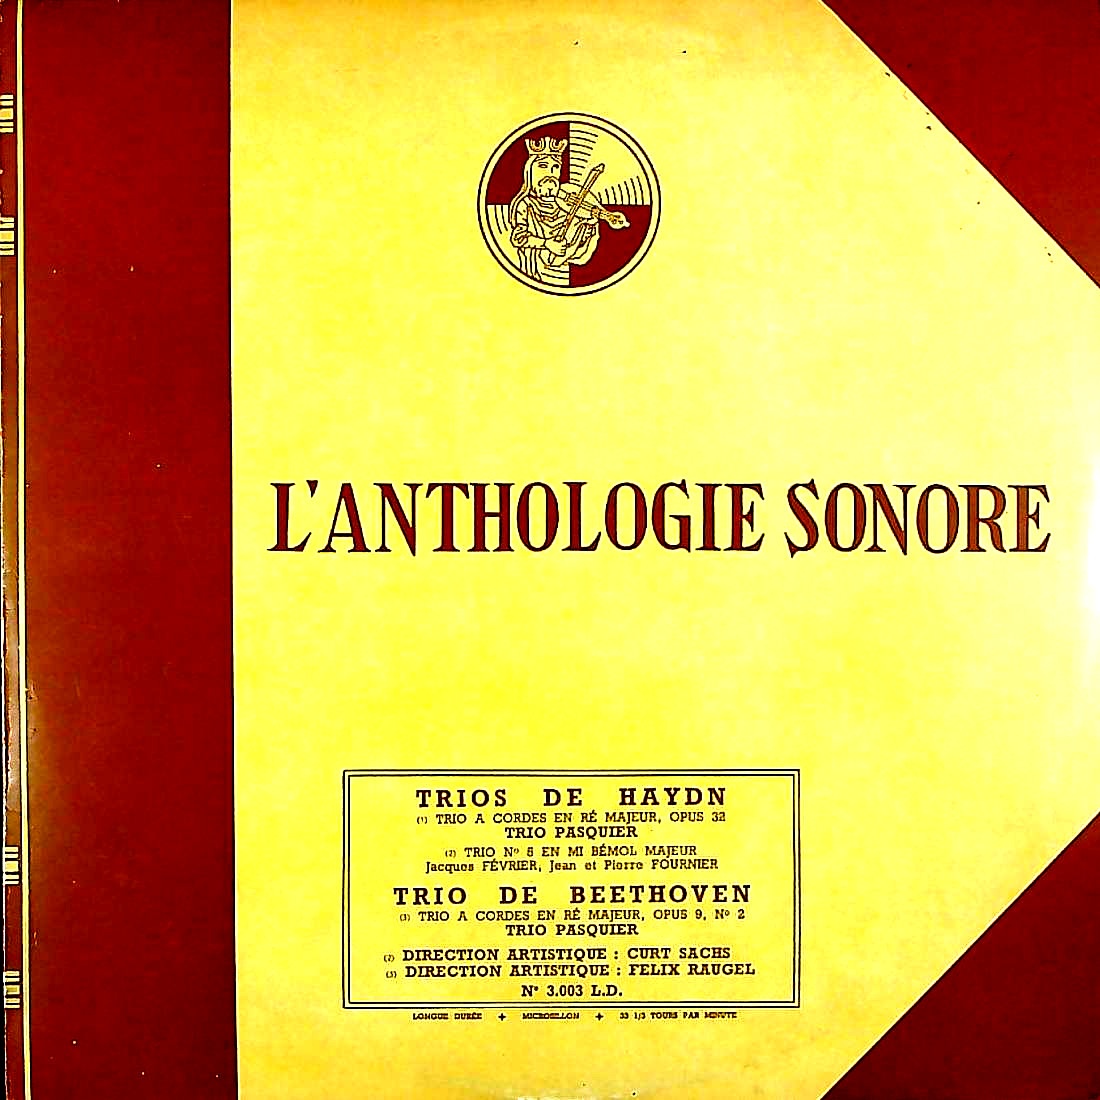 L'ANTHOLOGIE SONORE
TRIOS DE HAYDN
(1) TRIO A CORDES EN RÉ MAJEUR, OPUS 32
TRIO PASQUIER
(2) TRIO Nº 5 EN MI BÉMOL MAJEUR
Jacques FÉVRIER, Jean et Pierre FOURNIER
TRIO DE BEETHOVEN
(3) TRIO A CORDES EN RÉ MAJEUR, OPUS 9, Nº 2
TRIO PASQUIER
(2) DIRECTION ARTISTIQUE : CURT SACHS
(3) DIRECTION ARTISTIQUE : FELIX RAUGEL
Nº 3.003 L.D.
LONGUE DURÉE + MICROSILLON + 33 1/3 TOURS PAR MINUTE